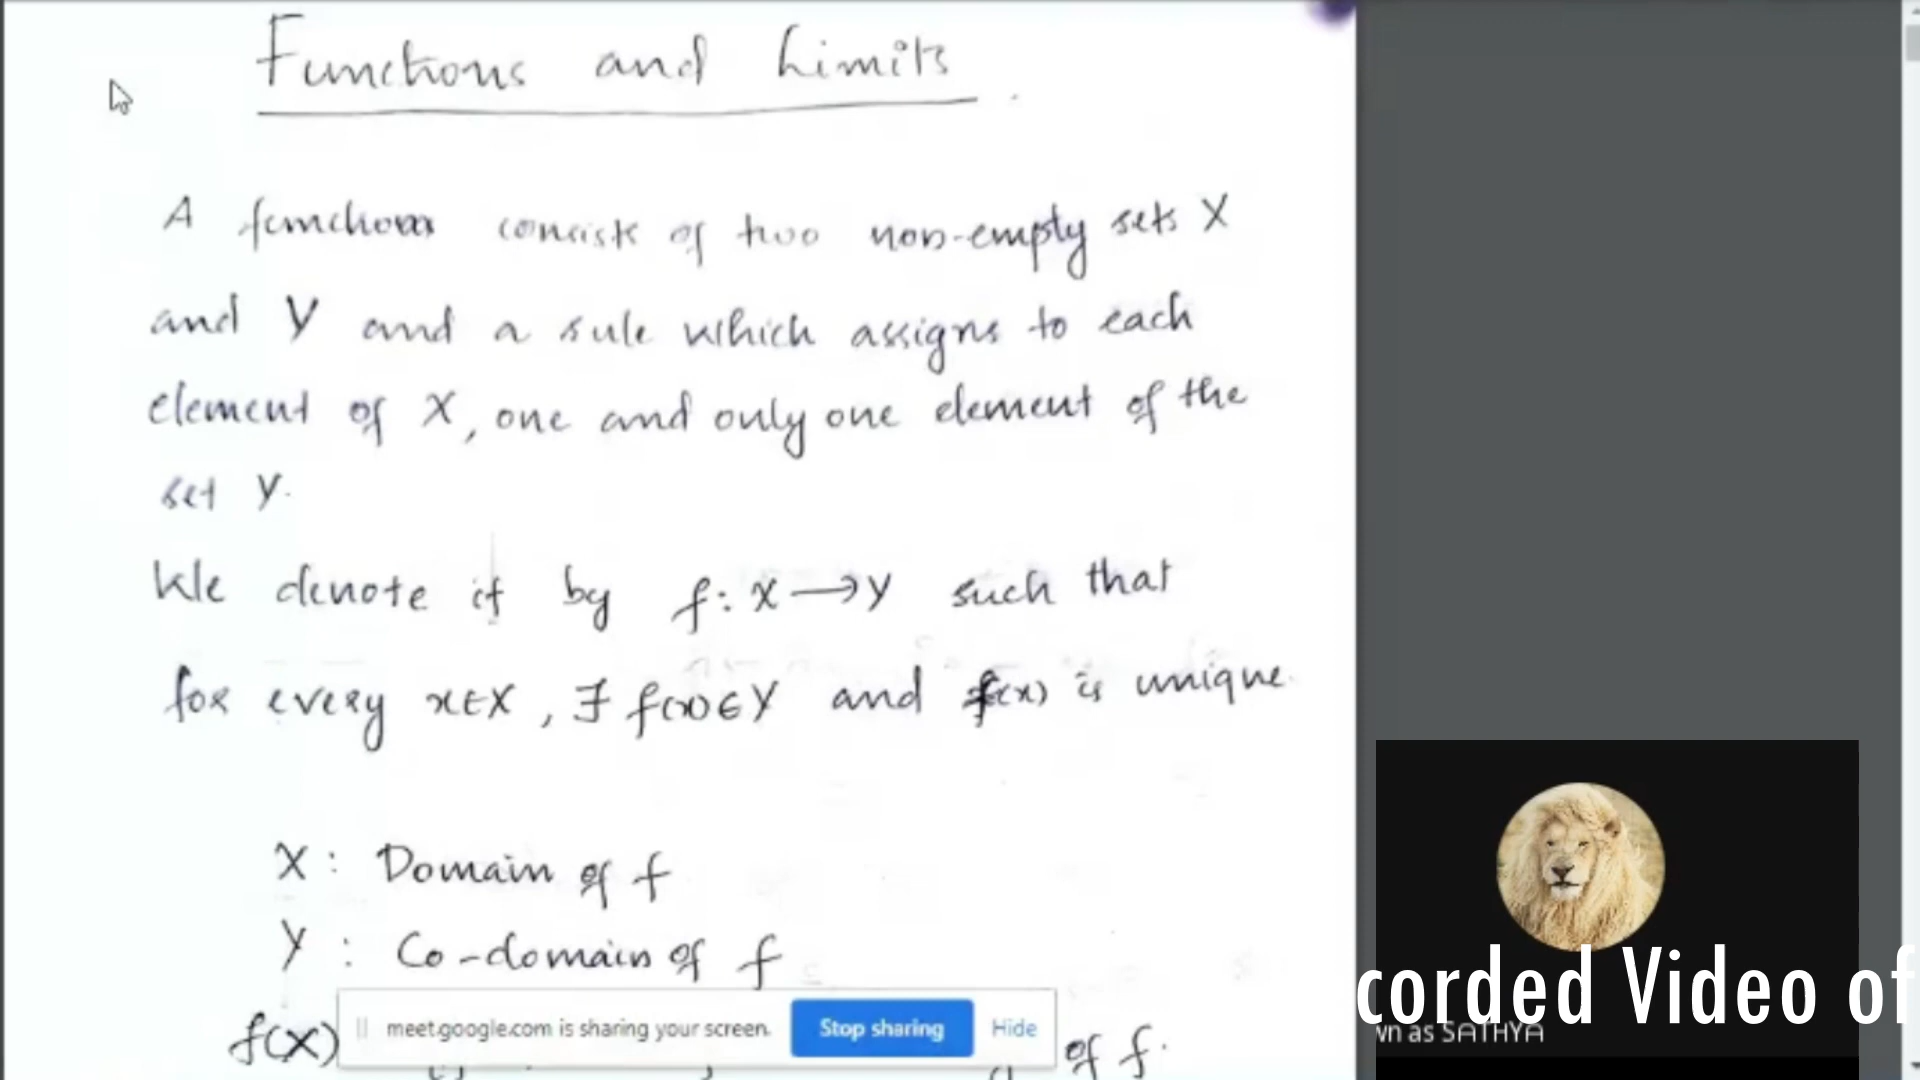 Functions and Limits
A function consists of two non-empty sets X
and Y and a rule which assigns to each
element of X, one and only one element of the
set Y.
We denote it by f: X → Y such that
for every x∈X, ∃ f(x)∈Y and f(x) is unique.
X : Domain of f
Y : Co-domain of f
f(X) of f.
meet.google.com is sharing your screen.
Stop sharing
Hide
corded Video of
wn as SATHYA